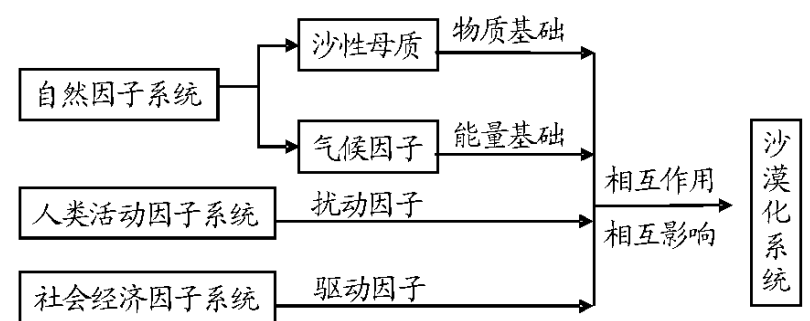 沙性母质
物质基础
自然因子系统
气候因子
能量基础
沙漠化系统
相互作用
人类活动因子系统
扰动因子
相互影响
社会经济因子系统
驱动因子